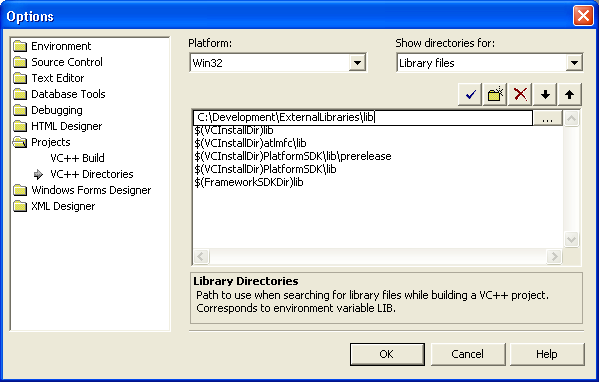 Options
Environment
Source Control
Text Editor
Database Tools
Debugging
HTML Designer
Projects
VC++ Build
VC++ Directories
Windows Forms Designer
XML Designer
Platform:
Show directories for:
Win32
Library files
C:\Development\ExternalLibraries\lib
...
$(VCInstallDir)lib
$(VCInstallDir)atlmfc\lib
$(VCInstallDir)PlatformSDK\lib\prerelease
$(VCInstallDir)PlatformSDK\lib
$(FrameworkSDKDir)lib
Library Directories
Path to use when searching for library files while building a VC++ project.
Corresponds to environment variable LIB.
OK
Cancel
Help